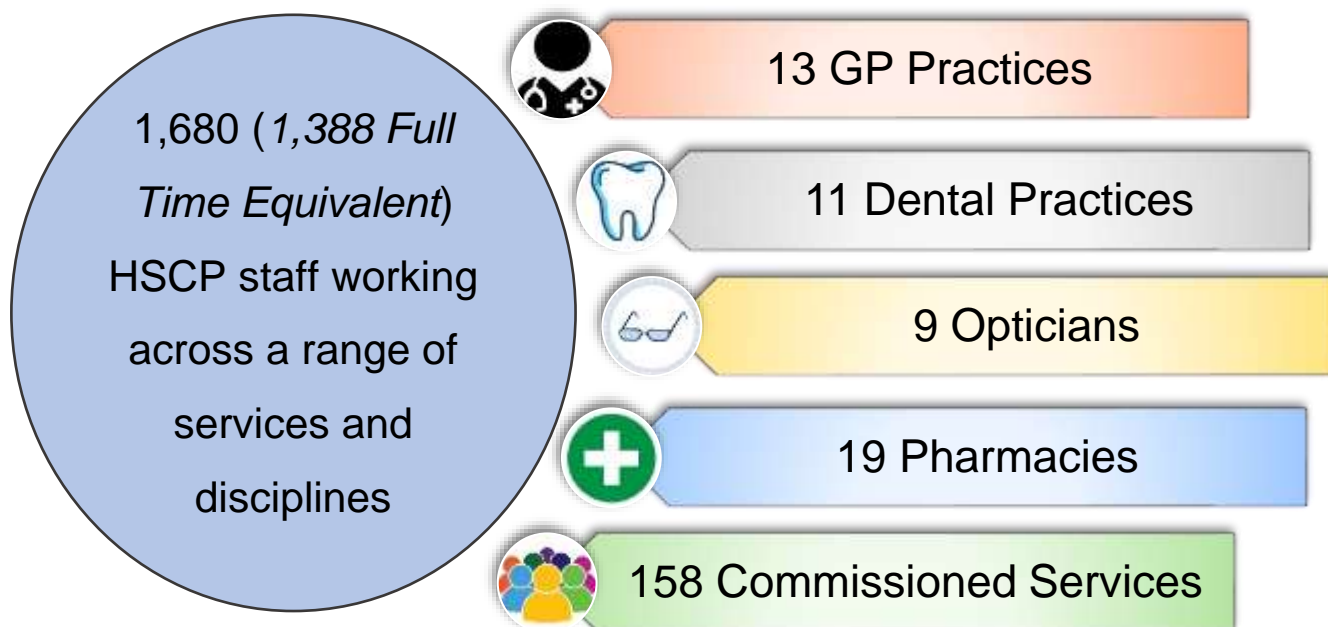 1,680 (1,388 Full
Time Equivalent)
HSCP staff working
across a range of
services and
disciplines
13 GP Practices
11 Dental Practices
9 Opticians
19 Pharmacies
158 Commissioned Services